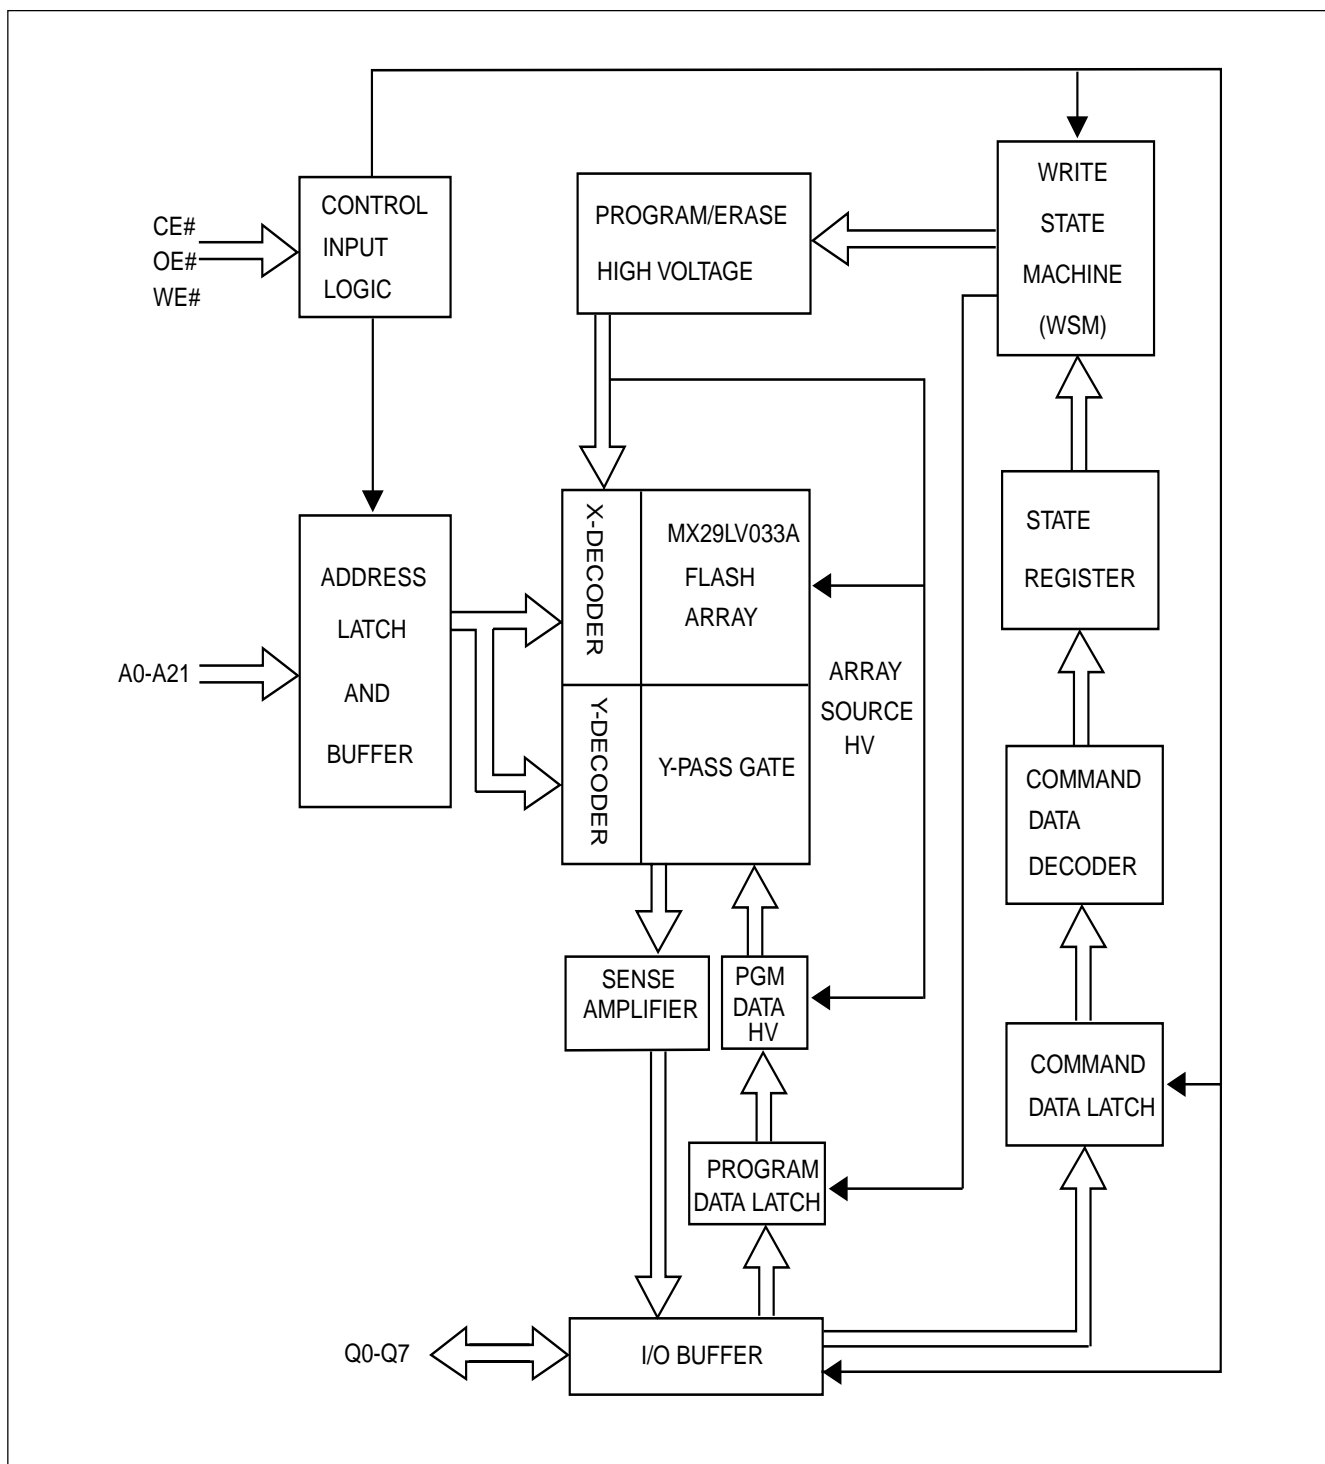 CE#
OE#
WE#
CONTROL
INPUT
LOGIC
PROGRAM/ERASE
HIGH VOLTAGE
WRITE
STATE
MACHINE
(WSM)
A0-A21
ADDRESS
LATCH
AND
BUFFER
X-DECODER
MX29LV033A
FLASH
ARRAY
Y-DECODER
Y-PASS GATE
ARRAY
SOURCE
HV
STATE
REGISTER
COMMAND
DATA
DECODER
SENSE
AMPLIFIER
PGM
DATA
HV
COMMAND
DATA LATCH
PROGRAM
DATA LATCH
Q0-Q7
I/O BUFFER